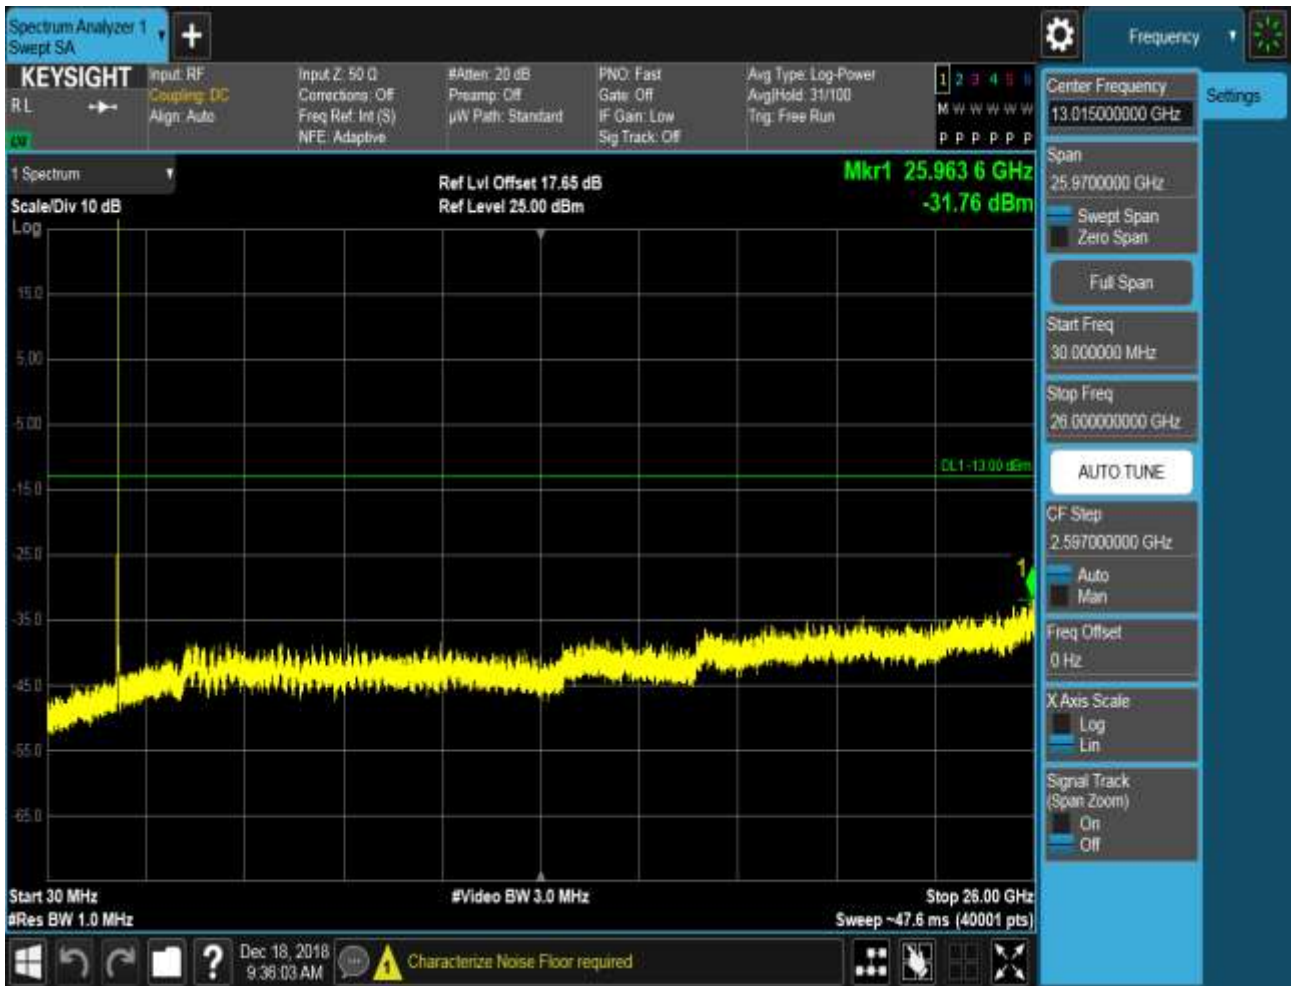 Spectrum Analyzer 1
Swept SA
+
Frequency
KEYSIGHT
RL
LXI
Input: RF
Coupling: DC
Align: Auto
Input Z: 50 Ω
Corrections: Off
Freq Ref: Int (S)
NFE: Adaptive
#Atten: 20 dB
Preamp: Off
µW Path: Standard
PNO: Fast
Gate: Off
IF Gain: Low
Sig Track: Off
Avg Type: Log-Power
Avg|Hold: 31/100
Trig: Free Run
1 2 3 4 5 6
M W W W W W
P P P P P P
1 Spectrum
Scale/Div 10 dB
Log
Ref Lvl Offset 17.65 dB
Ref Level 25.00 dBm
Mkr1 25.963 6 GHz
-31.76 dBm
15.0
5.00
-5.00
DL1 -13.00 dBm
-15.0
-25.0
1
-35.0
-45.0
-55.0
-65.0
Start 30 MHz
#Res BW 1.0 MHz
#Video BW 3.0 MHz
Stop 26.00 GHz
Sweep ~47.6 ms (40001 pts)
Center Frequency
13.015000000 GHz
Settings
Span
25.9700000 GHz
Swept Span
Zero Span
Full Span
Start Freq
30.000000 MHz
Stop Freq
26.000000000 GHz
AUTO TUNE
CF Step
2.597000000 GHz
Auto
Man
Freq Offset
0 Hz
X Axis Scale
Log
Lin
Signal Track
(Span Zoom)
On
Off
?
Dec 18, 2018
9:36:03 AM
1
Characterize Noise Floor required